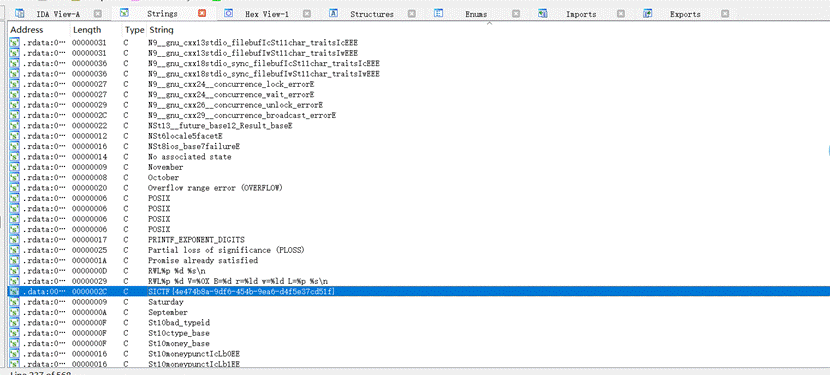 IDA View-A Strings Hex View-1 Structures Enums Imports Exports
Address Length Type String
.rdata:0… 00000031 C N9__gnu_cxx13stdio_filebufIcSt11char_traitsIcEEE
.rdata:0… 00000031 C N9__gnu_cxx13stdio_filebufIwSt11char_traitsIwEEE
.rdata:0… 00000036 C N9__gnu_cxx18stdio_sync_filebufIcSt11char_traitsIcEEE
.rdata:0… 00000036 C N9__gnu_cxx18stdio_sync_filebufIwSt11char_traitsIwEEE
.rdata:0… 00000029 C N9__gnu_cxx24__concurrence_lock_errorE
.rdata:0… 00000029 C N9__gnu_cxx24__concurrence_wait_errorE
.rdata:0… 00000029 C N9__gnu_cxx26__concurrence_unlock_errorE
.rdata:0… 0000002C C N9__gnu_cxx29__concurrence_broadcast_errorE
.rdata:0… 00000022 C NSt13__future_base12_Result_baseE
.rdata:0… 00000012 C NSt6locale5facetE
.rdata:0… 00000016 C NSt8ios_base7failureE
.rdata:0… 00000014 C No associated state
.rdata:0… 00000009 C November
.rdata:0… 00000008 C October
.rdata:0… 00000020 C Overflow range error (OVERFLOW)
.rdata:0… 00000006 C POSIX
.rdata:0… 00000006 C POSIX
.rdata:0… 00000006 C POSIX
.rdata:0… 00000006 C POSIX
.rdata:0… 00000017 C PRINTF_EXPONENT_DIGITS
.rdata:0… 00000025 C Partial loss of significance (PLOSS)
.rdata:0… 0000001A C Promise already satisfied
.rdata:0… 0000000D C RWL%p %d %s\n
.rdata:0… 00000029 C RWL%p %d V=%0X B=%d r=%ld w=%ld L=%p %s\n
.data:0… 0000002C C SICTF{4e474b8a-9df6-454b-9ea6-d4f5e37cd51f}
.rdata:0… 00000009 C Saturday
.rdata:0… 0000000A C September
.rdata:0… 0000000F C St10bad_typeid
.rdata:0… 0000000F C St10ctype_base
.rdata:0… 0000000F C St10money_base
.rdata:0… 00000016 C St10moneypunctIcLb0EE
.rdata:0… 00000016 C St10moneypunctIcLb1EE
Line 337 of 568